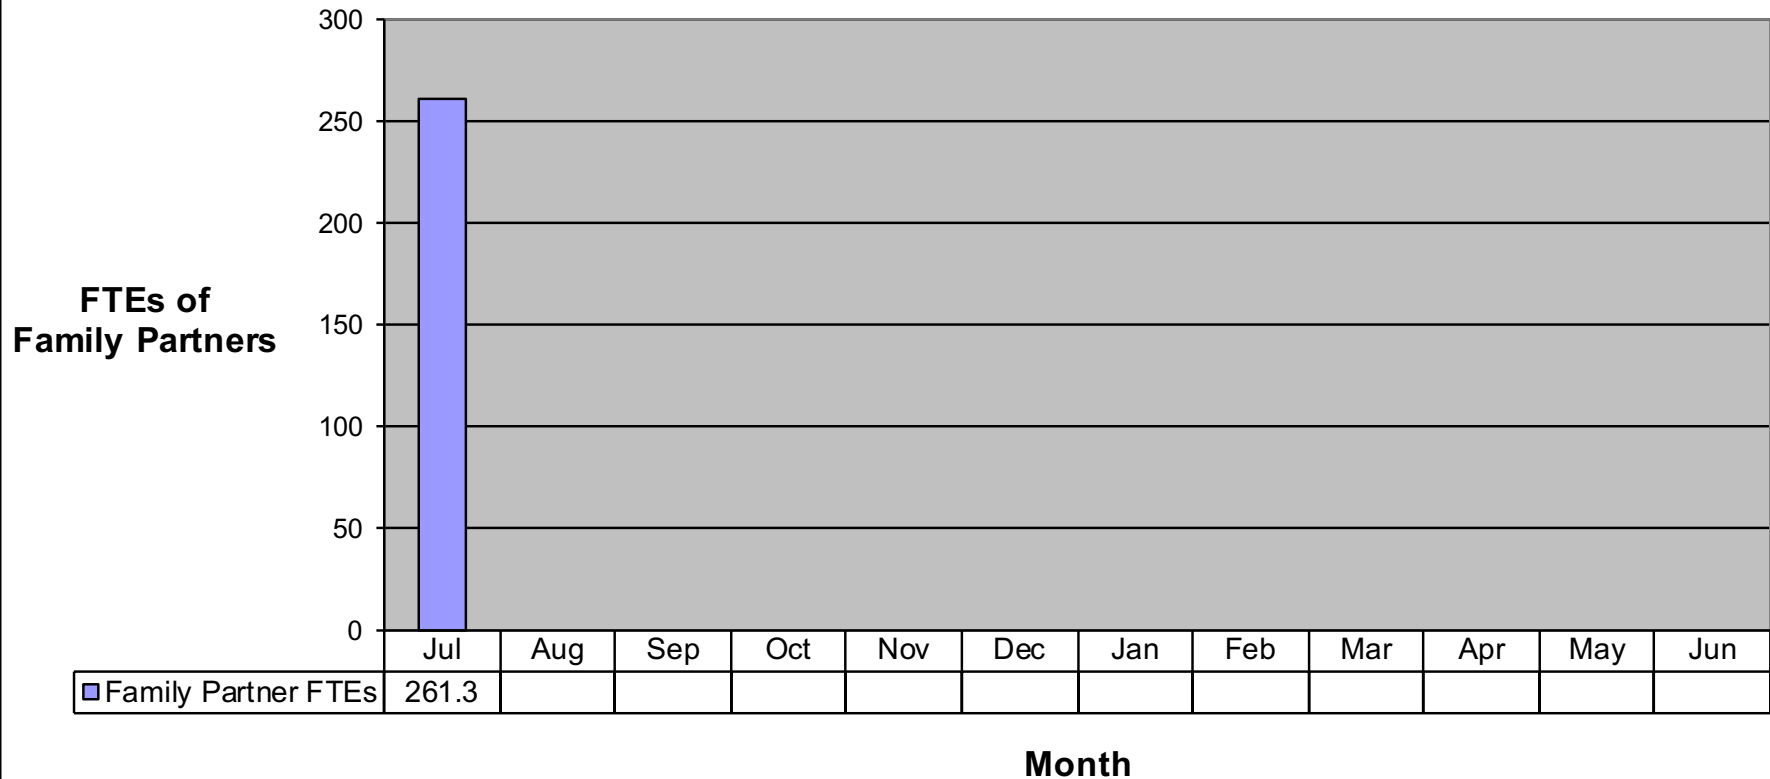 300
250
200
150
100
50
0
FTEs of
Family Partners
Jul Aug Sep Oct Nov Dec Jan Feb Mar Apr May Jun
Family Partner FTEs 261.3
Month